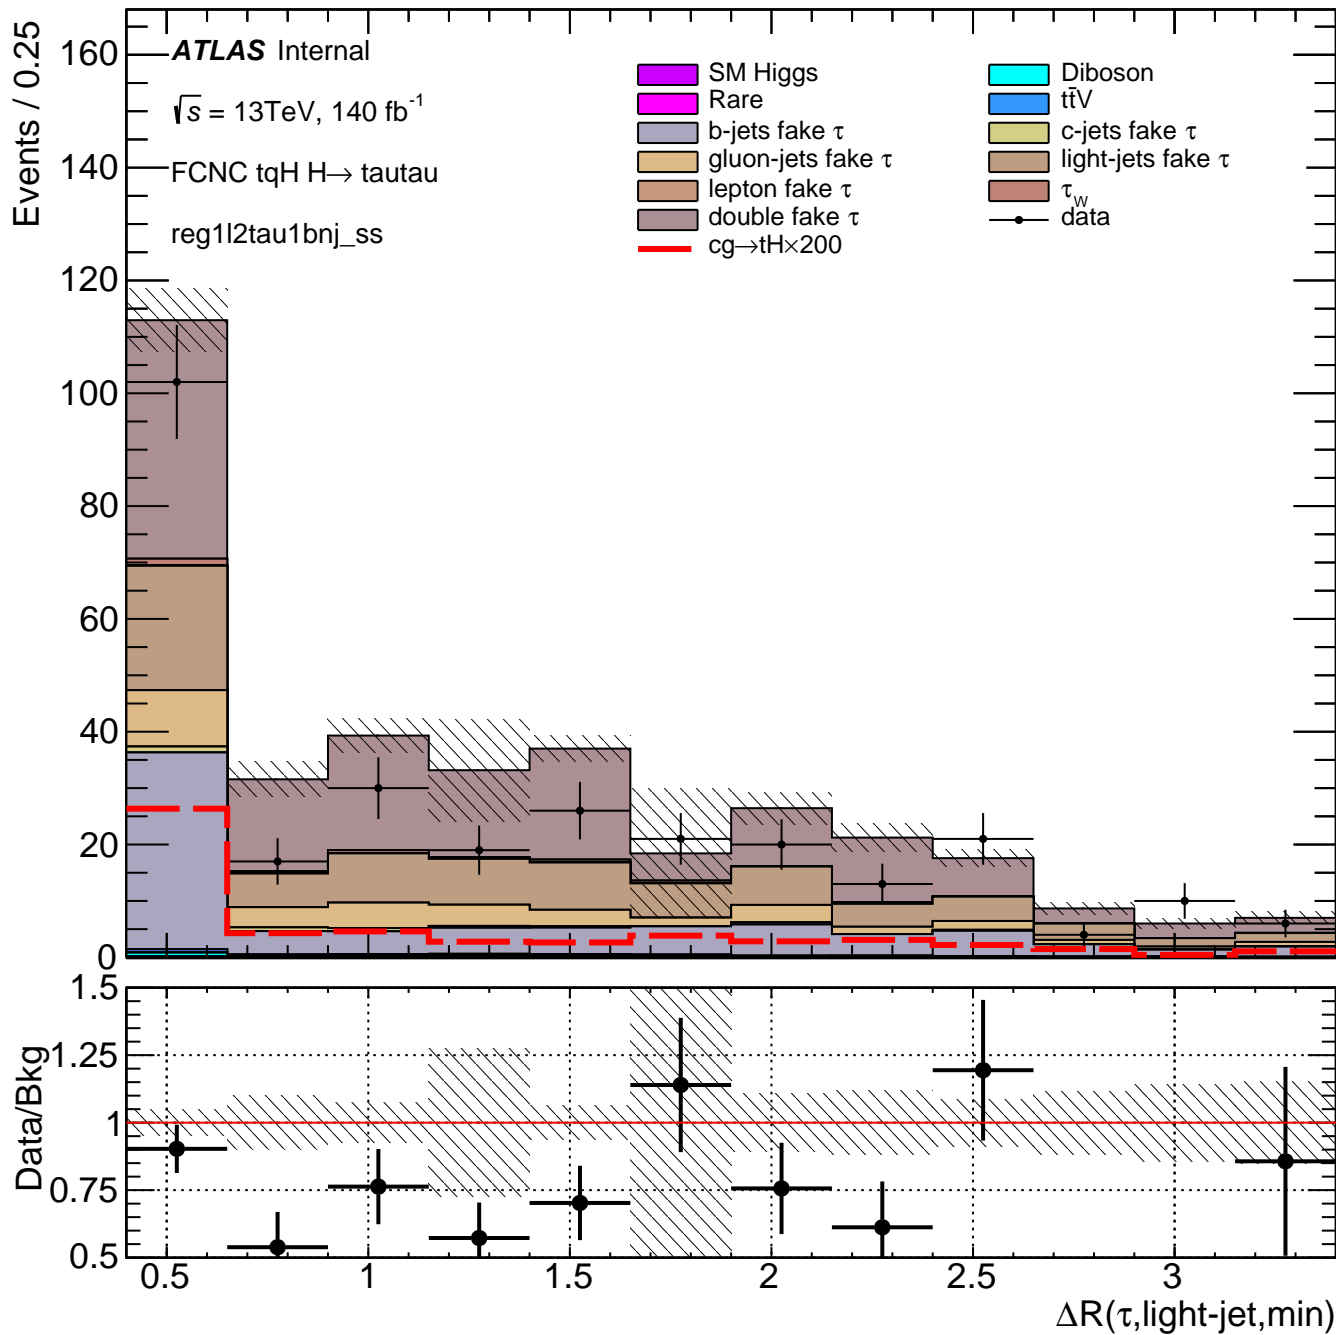 Events / 0.25
160
140
120
100
80
60
40
20
0
ATLAS Internal
√s = 13TeV, 140 fb⁻¹
FCNC tqH H→ tautau
reg1l2tau1bnj_ss
SM Higgs
Rare
b-jets fake τ
gluon-jets fake τ
lepton fake τ
double fake τ
cg→tH×200
Diboson
tt̄V
c-jets fake τ
light-jets fake τ
τ_W
data
Data/Bkg
1.5
1.25
1
0.75
0.5
0.5
1
1.5
2
2.5
3
ΔR(τ,light-jet,min)